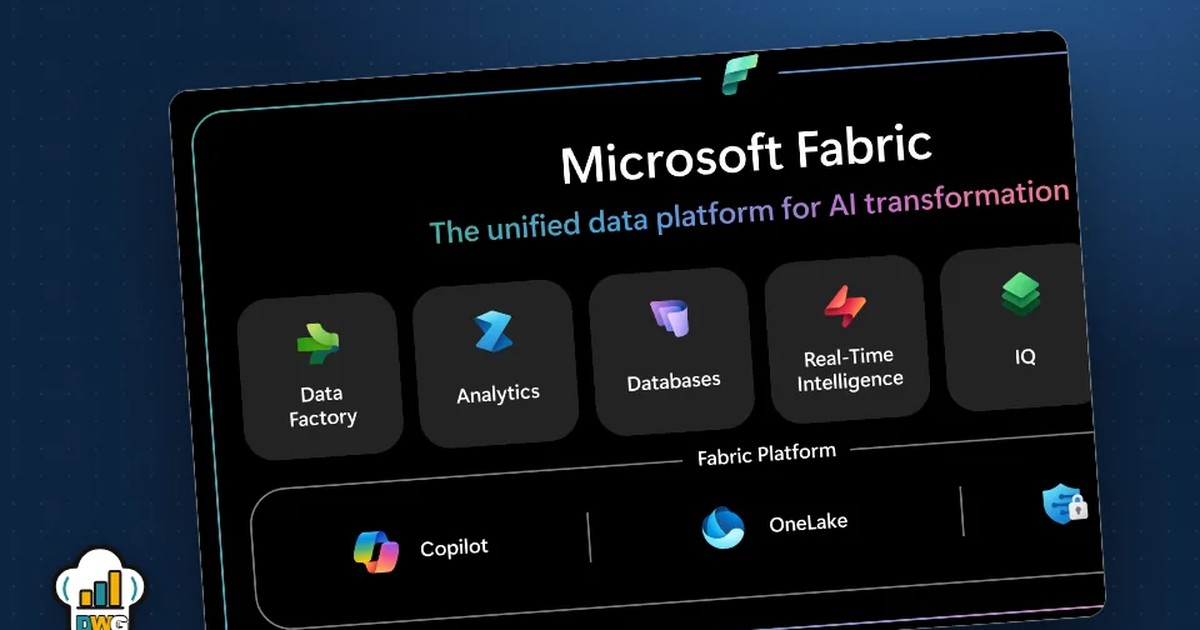 Microsoft Fabric
The unified data platform for AI transformation
Data
Factory
Analytics
Databases
Real-Time
Intelligence
IQ
Fabric Platform
Copilot
OneLake
DWG